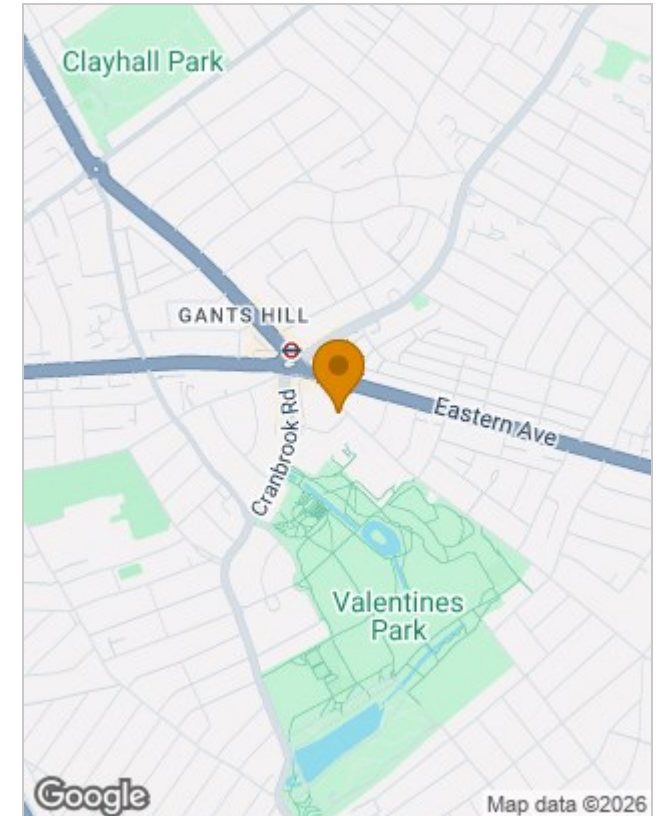 Clayhall Park
GANTS HILL
Eastern Ave
Cranbrook Rd
Valentines
Park
Google
Map data ©2026